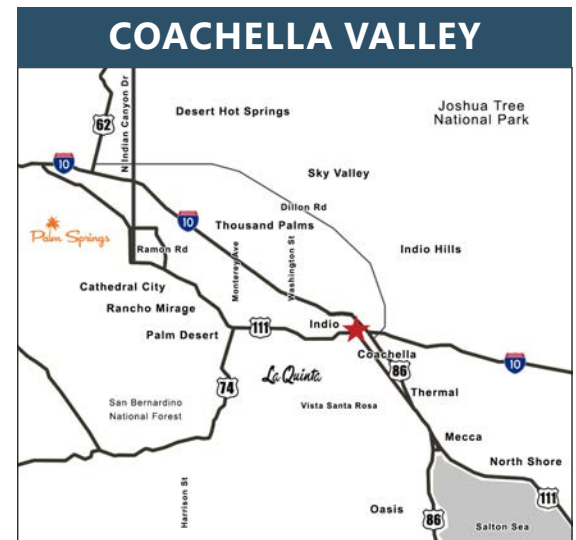 COACHELLA VALLEY
N Indian Canyon Dr
Desert Hot Springs
Joshua Tree
National Park
62
10
Sky Valley
Dillon Rd
10
Thousand Palms
Palm Springs
Ramon Rd
Monterey Ave
Washington St
Indio Hills
Cathedral City
Rancho Mirage
Palm Desert
111
Indio
Coachella
10
86
La Quinta
74
Thermal
San Bernardino
National Forest
Vista Santa Rosa
Mecca
North Shore
Harrison St
Oasis
86
111
Salton Sea